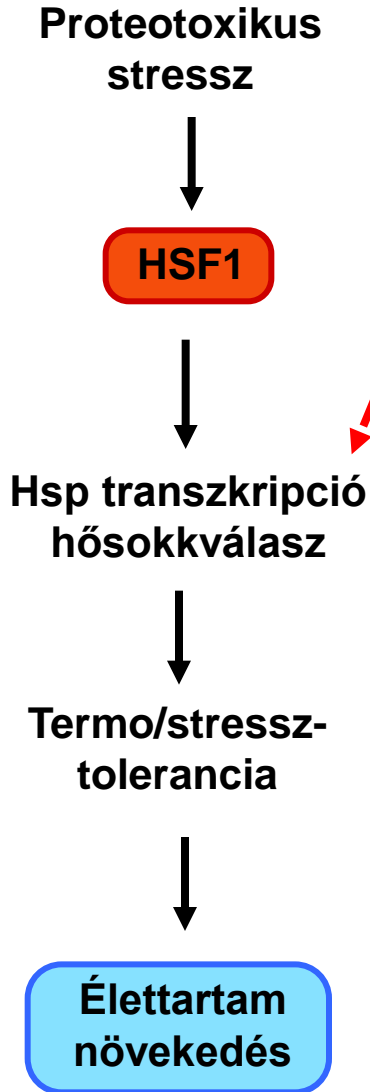 Proteotoxikus
stressz
HSF1
Hsp transzkripció
hősokkválasz
Termo/stressz-
tolerancia
Élettartam
növekedés